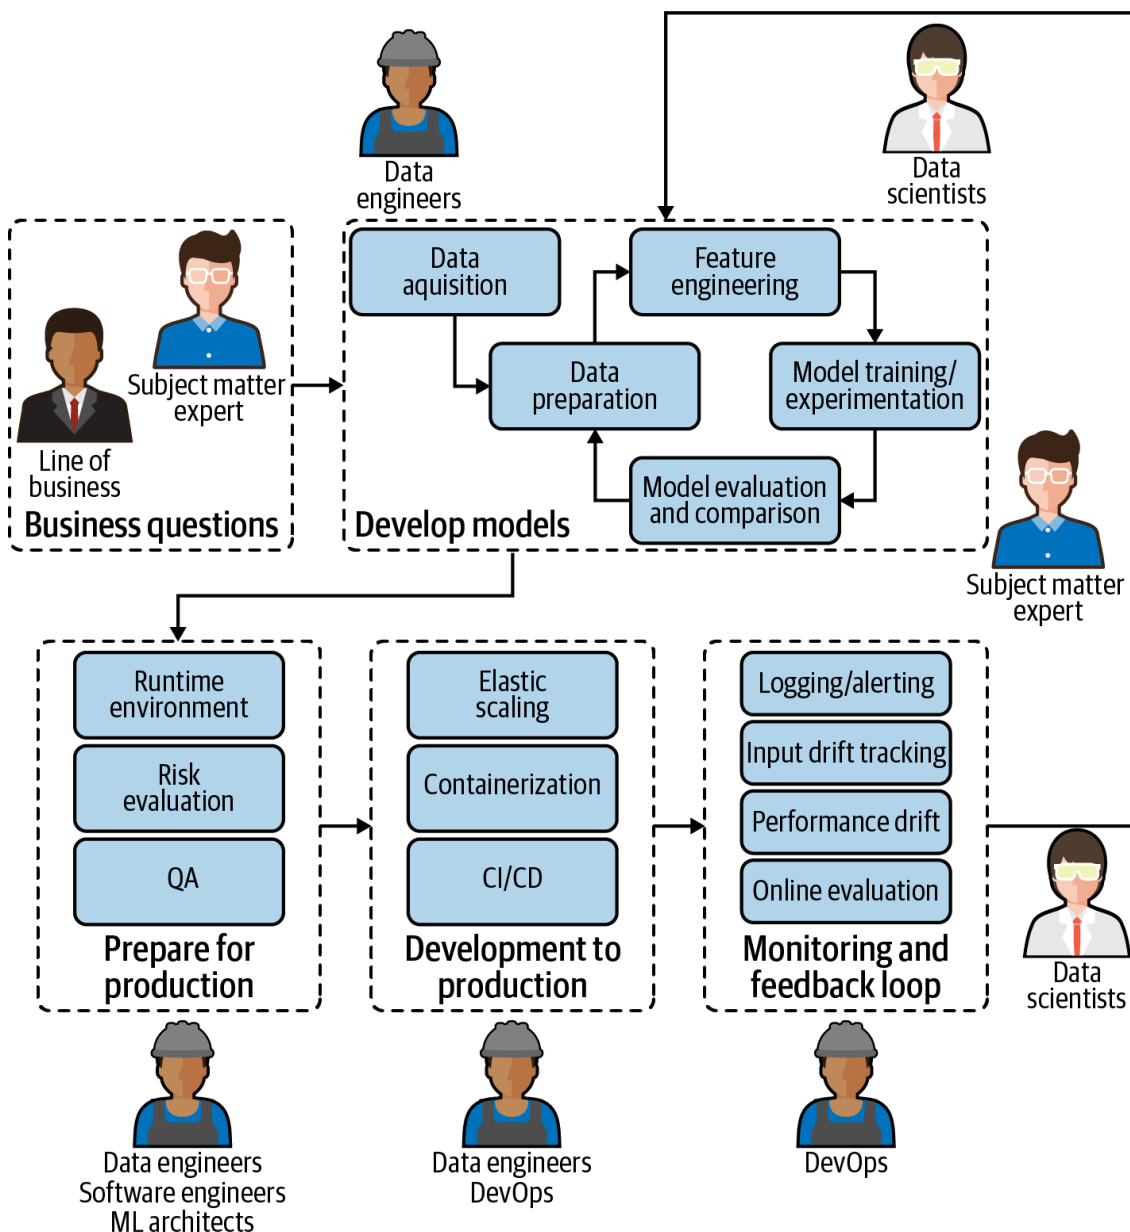 Data
engineers
Data
scientists
Subject matter
expert
Line of
business
Business questions
Data
aquisition
Feature
engineering
Data
preparation
Model training/
experimentation
Model evaluation
and comparison
Develop models
Subject matter
expert
Runtime
environment
Risk
evaluation
QA
Prepare for
production
Elastic
scaling
Containerization
CI/CD
Development to
production
Logging/alerting
Input drift tracking
Performance drift
Online evaluation
Monitoring and
feedback loop
Data
scientists
Data engineers
Software engineers
ML architects
Data engineers
DevOps
DevOps